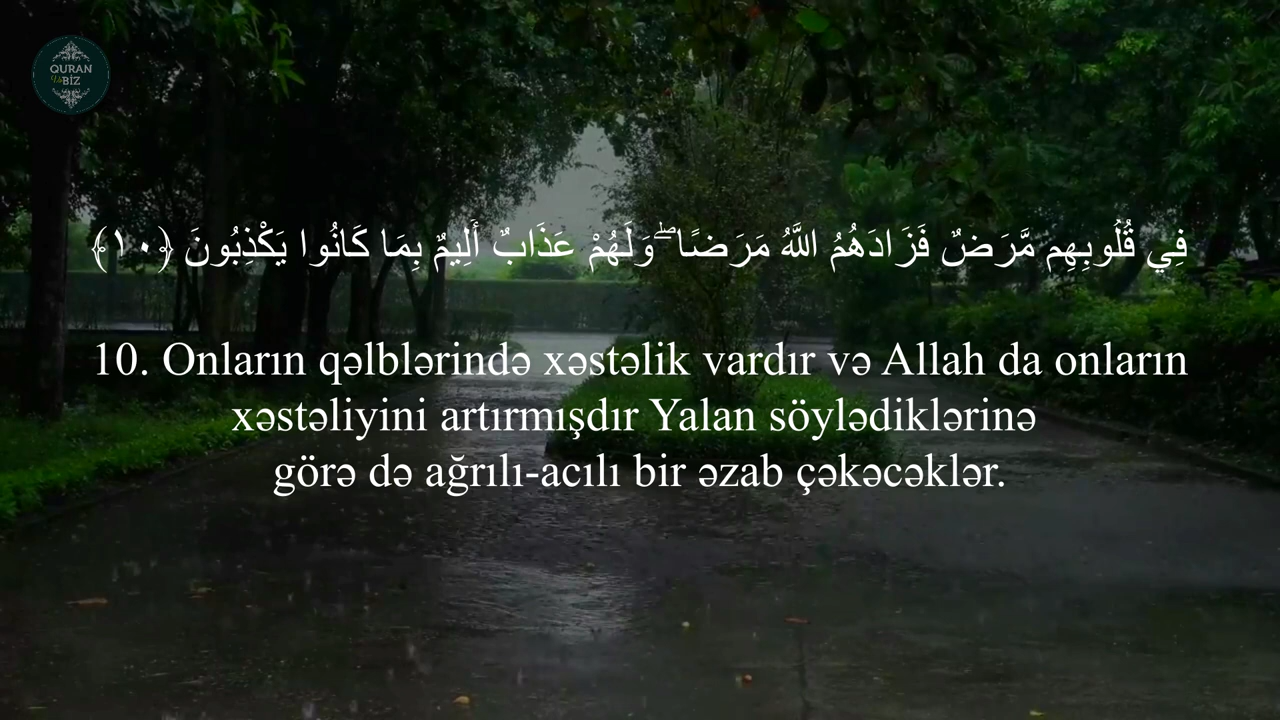 QURAN
Və
BİZ
فِي قُلُوبِهِم مَّرَضٌ فَزَادَهُمُ اللَّهُ مَرَضًا ۖ وَلَهُمْ عَذَابٌ أَلِيمٌ بِمَا كَانُوا يَكْذِبُونَ ﴿١٠﴾
10. Onların qəlblərində xəstəlik vardır və Allah da onların
xəstəliyini artırmışdır Yalan söylədiklərinə
görə də ağrılı-acılı bir əzab çəkəcəklər.